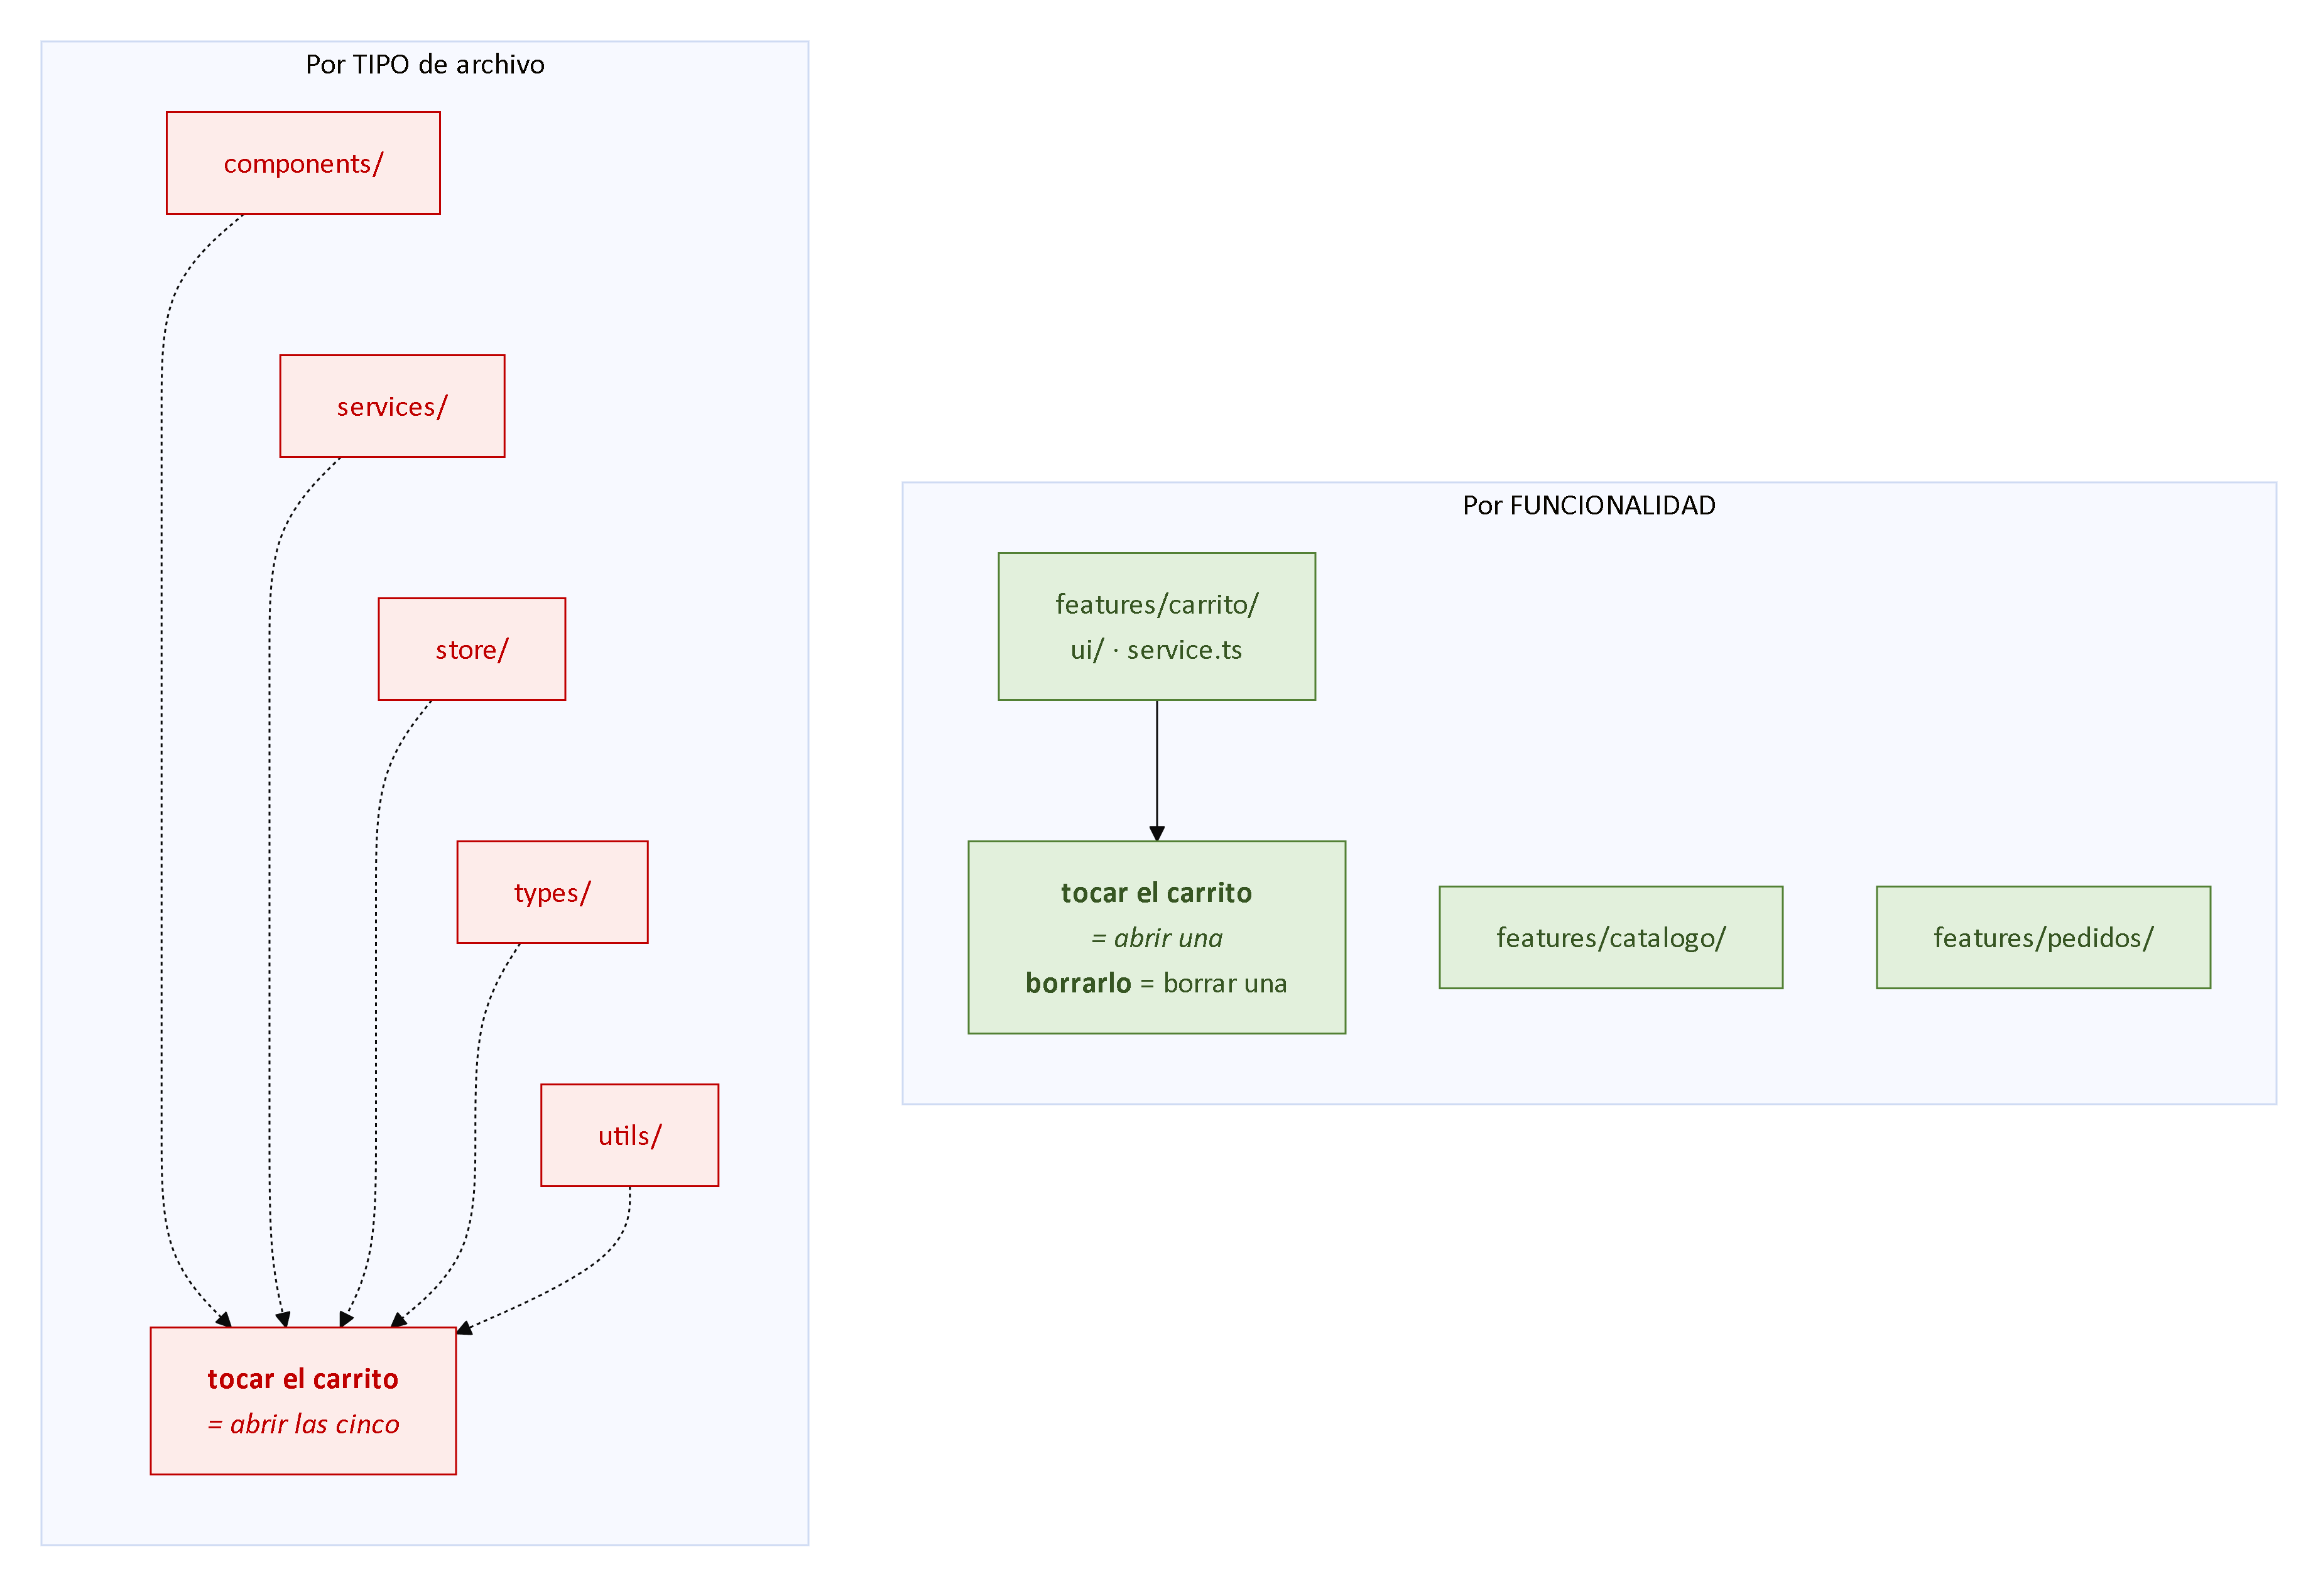 Por TIPO de archivo
components/
services/
store/
types/
utils/
tocar el carrito
= abrir las cinco
Por FUNCIONALIDAD
features/carrito/
ui/ · service.ts
tocar el carrito
= abrir una
borrarlo = borrar una
features/catalogo/
features/pedidos/